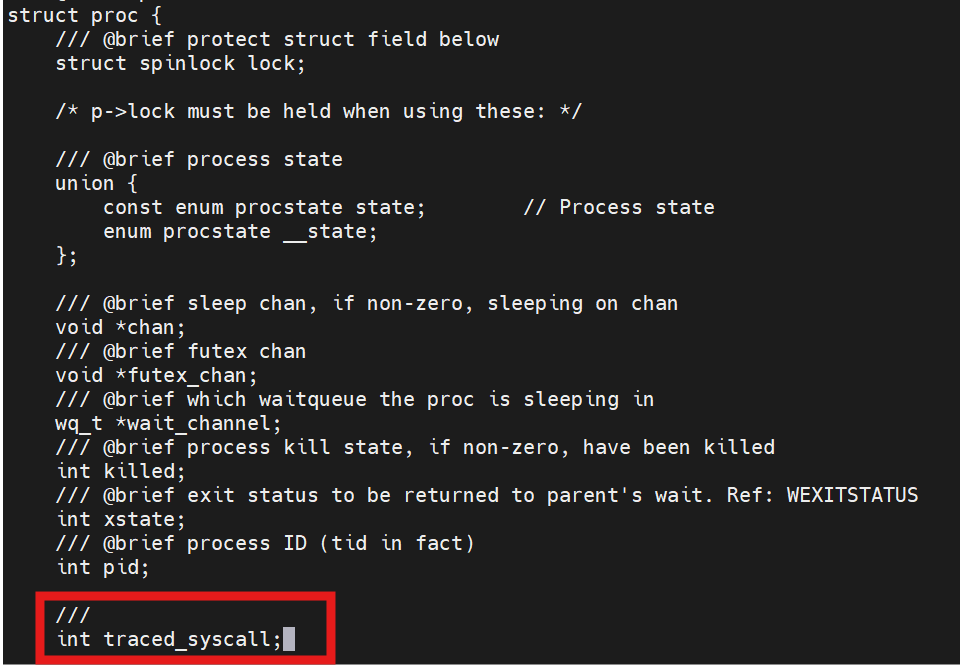 struct proc {
/// @brief protect struct field below
struct spinlock lock;
/* p->lock must be held when using these: */
/// @brief process state
union {
const enum procstate state;        // Process state
enum procstate __state;
};
/// @brief sleep chan, if non-zero, sleeping on chan
void *chan;
/// @brief futex chan
void *futex_chan;
/// @brief which waitqueue the proc is sleeping in
wq_t *wait_channel;
/// @brief process kill state, if non-zero, have been killed
int killed;
/// @brief exit status to be returned to parent's wait. Ref: WEXITSTATUS
int xstate;
/// @brief process ID (tid in fact)
int pid;
///
int traced_syscall;